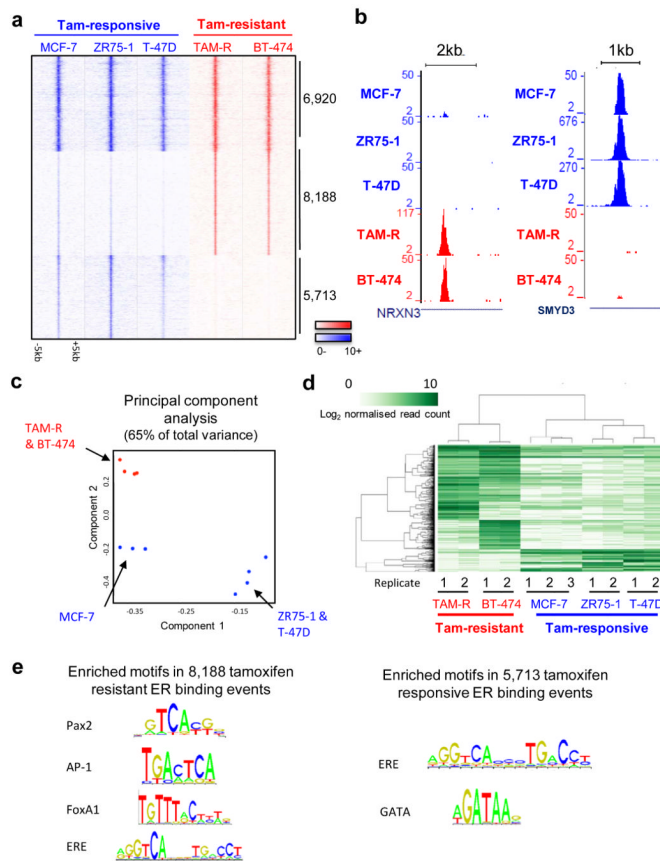 a
Tam-responsive Tam-resistant
MCF-7 ZR75-1 T-47D TAM-R BT-474
6,920
8,188
5,713
-5kb +5kb
0- 10+
b
2kb
1kb
MCF-7 50 2
50
ZR75-1 50 2
676 2
T-47D 50 2
270 2
TAM-R 117 2
TAM-R 50 2
BT-474 50 2
BT-474 50 2
NRXN3
SMYD3
c
Principal component
analysis
(65% of total variance)
TAM-R
& BT-474
Component 2
0.2 0.0 -0.2 -0.4
-0.35 -0.25 -0.15 -0.05
Component 1
MCF-7
ZR75-1 &
T-47D
d
0 10
Log2 normalised read count
Replicate 1 2 1 2 1 2 3 1 2 1 2
TAM-R BT-474 MCF-7 ZR75-1 T-47D
Tam-resistant Tam-responsive
e
Enriched motifs in 8,188 tamoxifen
resistant ER binding events
Pax2
AP-1
FoxA1
ERE
Enriched motifs in 5,713 tamoxifen
responsive ER binding events
ERE
GATA